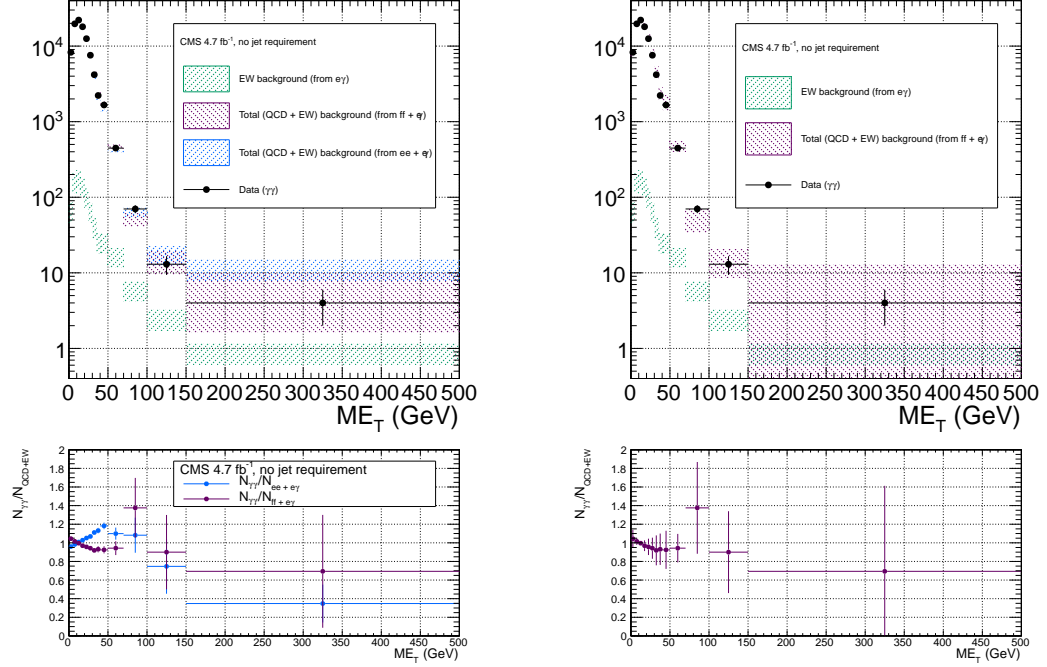 10⁴
10³
10²
10
1
CMS 4.7 fb⁻¹, no jet requirement
EW background (from eγ)
Total (QCD + EW) background (from ff + eγ)
Total (QCD + EW) background (from ee + eγ)
Data (γγ)
0 50 100 150 200 250 300 350 400 450 500
ME_T (GeV)
10⁴
10³
10²
10
1
CMS 4.7 fb⁻¹, no jet requirement
EW background (from eγ)
Total (QCD + EW) background (from ff + eγ)
Data (γγ)
0 50 100 150 200 250 300 350 400 450 500
ME_T (GeV)
N_γγ/N_QCD+EW
2
1.8
1.6
1.4
1.2
1
0.8
0.6
0.4
0.2
0
CMS 4.7 fb⁻¹, no jet requirement
N_γγ/N_ee + eγ
N_γγ/N_ff + eγ
0 50 100 150 200 250 300 350 400 450 500
ME_T (GeV)
N_γγ/N_QCD+EW
2
1.8
1.6
1.4
1.2
1
0.8
0.6
0.4
0.2
0
0 50 100 150 200 250 300 350 400 450 500
ME_T (GeV)